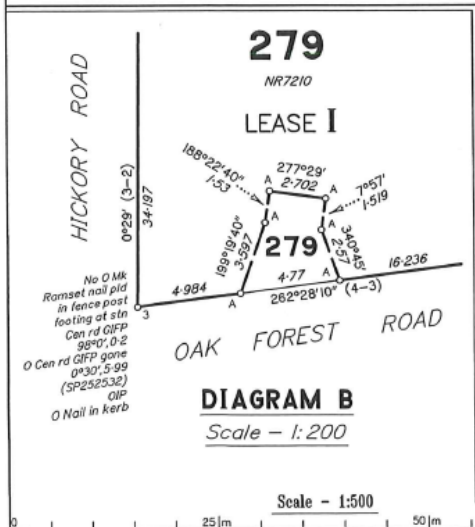 279
NR7210
LEASE I
HICKORY ROAD
0°29' (3-2)
34·197
188°22'40"
1·53
277°29'
2·702
7°57'
1·519
A
A
A
A
199°19'40"
3·597
279
340°45'
2·57
No O Mk
Ramset nail pld
in fence post
footing at stn
Cen rd GIFP
98°0', 0·2
O Cen rd GIFP gone
0°30', 5·99
(SP252532)
OIP
O Nail in kerb
3
4·984
A
4·77
A
16·236
262°28'10" (4-3)
OAK FOREST ROAD
DIAGRAM B
Scale – 1:200
Scale – 1:500
0 25|m 50|m